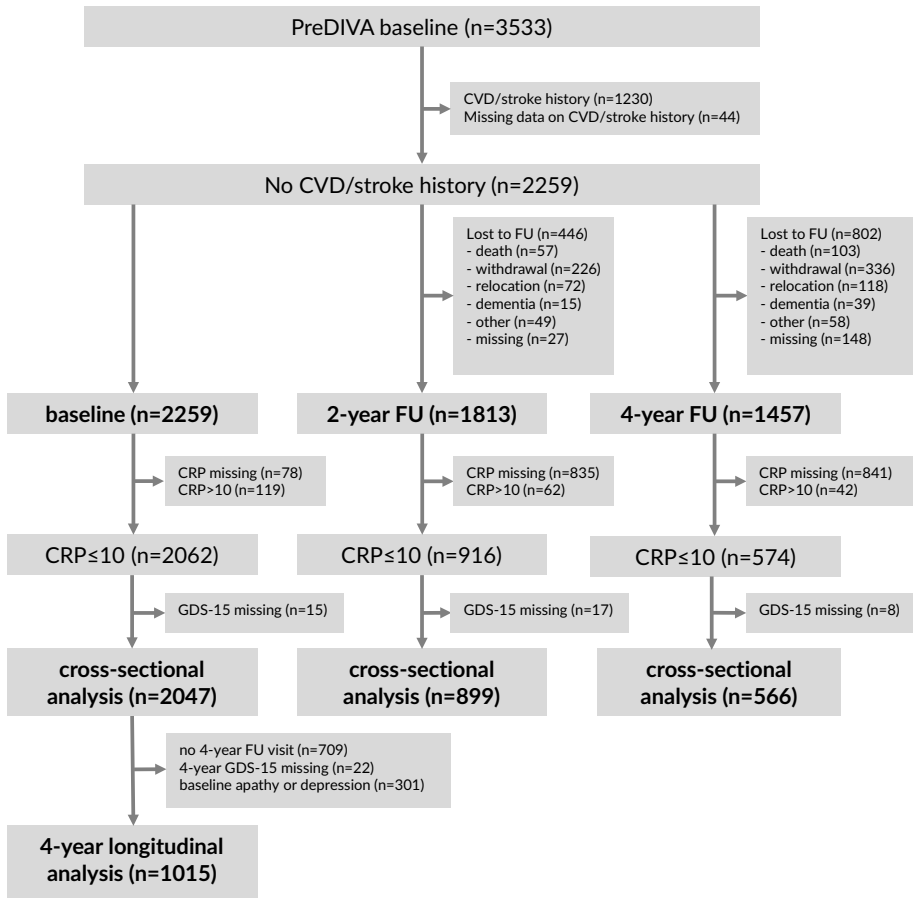 PreDIVA baseline (n=3533)
CVD/stroke history (n=1230)
Missing data on CVD/stroke history (n=44)
No CVD/stroke history (n=2259)
Lost to FU (n=446)
- death (n=57)
- withdrawal (n=226)
- relocation (n=72)
- dementia (n=15)
- other (n=49)
- missing (n=27)
Lost to FU (n=802)
- death (n=103)
- withdrawal (n=336)
- relocation (n=118)
- dementia (n=39)
- other (n=58)
- missing (n=148)
baseline (n=2259)
2-year FU (n=1813)
4-year FU (n=1457)
CRP missing (n=78)
CRP>10 (n=119)
CRP missing (n=835)
CRP>10 (n=62)
CRP missing (n=841)
CRP>10 (n=42)
CRP≤10 (n=2062)
CRP≤10 (n=916)
CRP≤10 (n=574)
GDS-15 missing (n=15)
GDS-15 missing (n=17)
GDS-15 missing (n=8)
cross-sectional
analysis (n=2047)
cross-sectional
analysis (n=899)
cross-sectional
analysis (n=566)
no 4-year FU visit (n=709)
4-year GDS-15 missing (n=22)
baseline apathy or depression (n=301)
4-year longitudinal
analysis (n=1015)